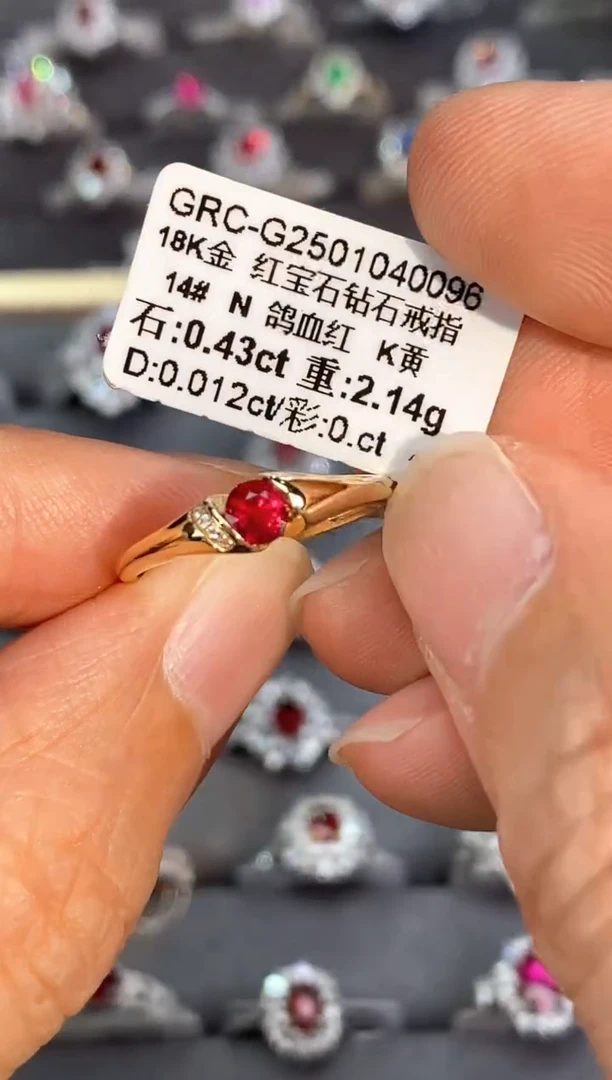 GRC-G2501040096
18K金 红宝石钻石戒指
14# N 鸽血红 K黄
石:0.43ct 重:2.14g
D:0.012ct/彩:0.ct